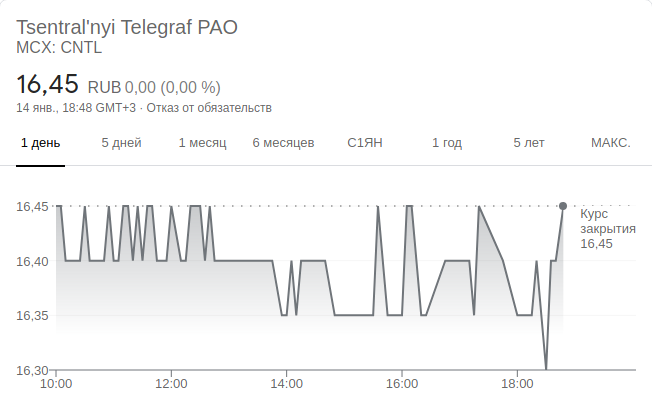 Tsentral'nyi Telegraf PAO
MCX: CNTL
16,45 RUB 0,00 (0,00 %)
14 янв., 18:48 GMT+3 · Отказ от обязательств
1 день 5 дней 1 месяц 6 месяцев С1ЯН 1 год 5 лет МАКС.
16,45
Курс
закрытия
16,45
16,40
16,35
16,30
10:00 12:00 14:00 16:00 18:00